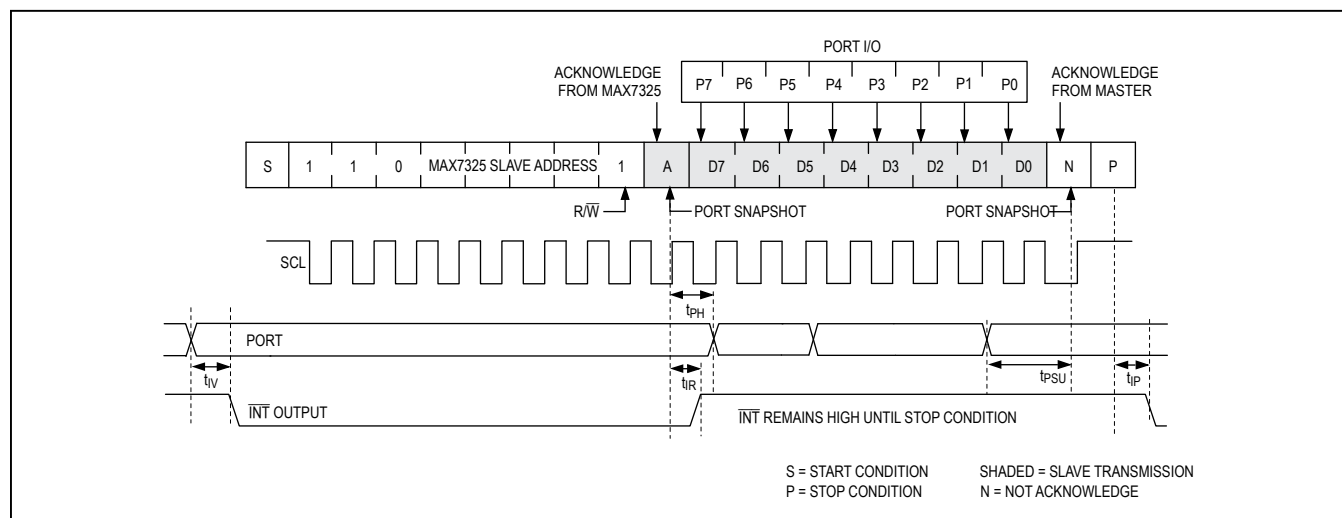 PORT I/O
ACKNOWLEDGE
FROM MAX7325
P7 P6 P5 P4 P3 P2 P1 P0
ACKNOWLEDGE
FROM MASTER
S 1 1 0 MAX7325 SLAVE ADDRESS 1 A D7 D6 D5 D4 D3 D2 D1 D0 N P
R/W̅ PORT SNAPSHOT PORT SNAPSHOT
SCL
tPH
PORT
tIV tIR tPSU tIP
I̅N̅T̅ OUTPUT I̅N̅T̅ REMAINS HIGH UNTIL STOP CONDITION
S = START CONDITION SHADED = SLAVE TRANSMISSION
P = STOP CONDITION N = NOT ACKNOWLEDGE